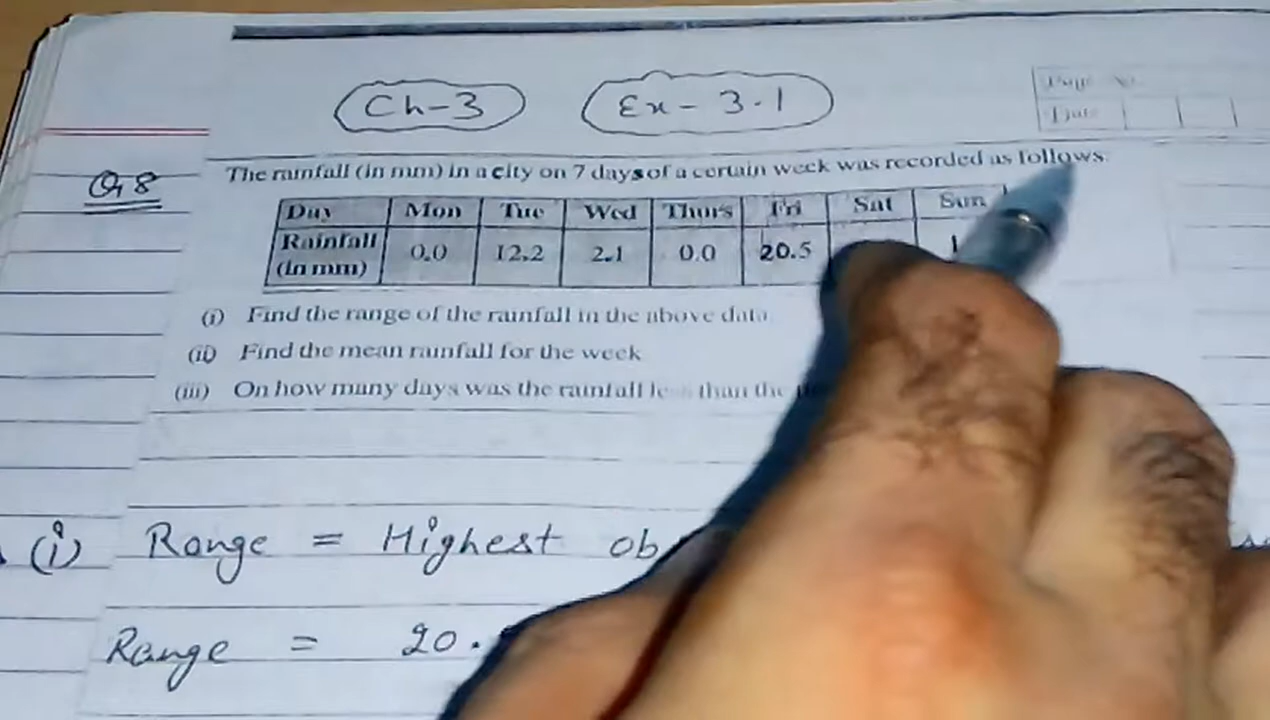 Ch-3 Ex - 3.1
Page No.
Date
Q.8 The rainfall (in mm) in a city on 7 days of a certain week was recorded as follows:
Day Mon Tue Wed Thurs Fri Sat Sun
Rainfall (in mm) 0.0 12.2 2.1 0.0 20.5
(i) Find the range of the rainfall in the above data.
(ii) Find the mean rainfall for the week
(iii) On how many days was the rainfall less than the
(i) Range = Highest ob
Range = 20.